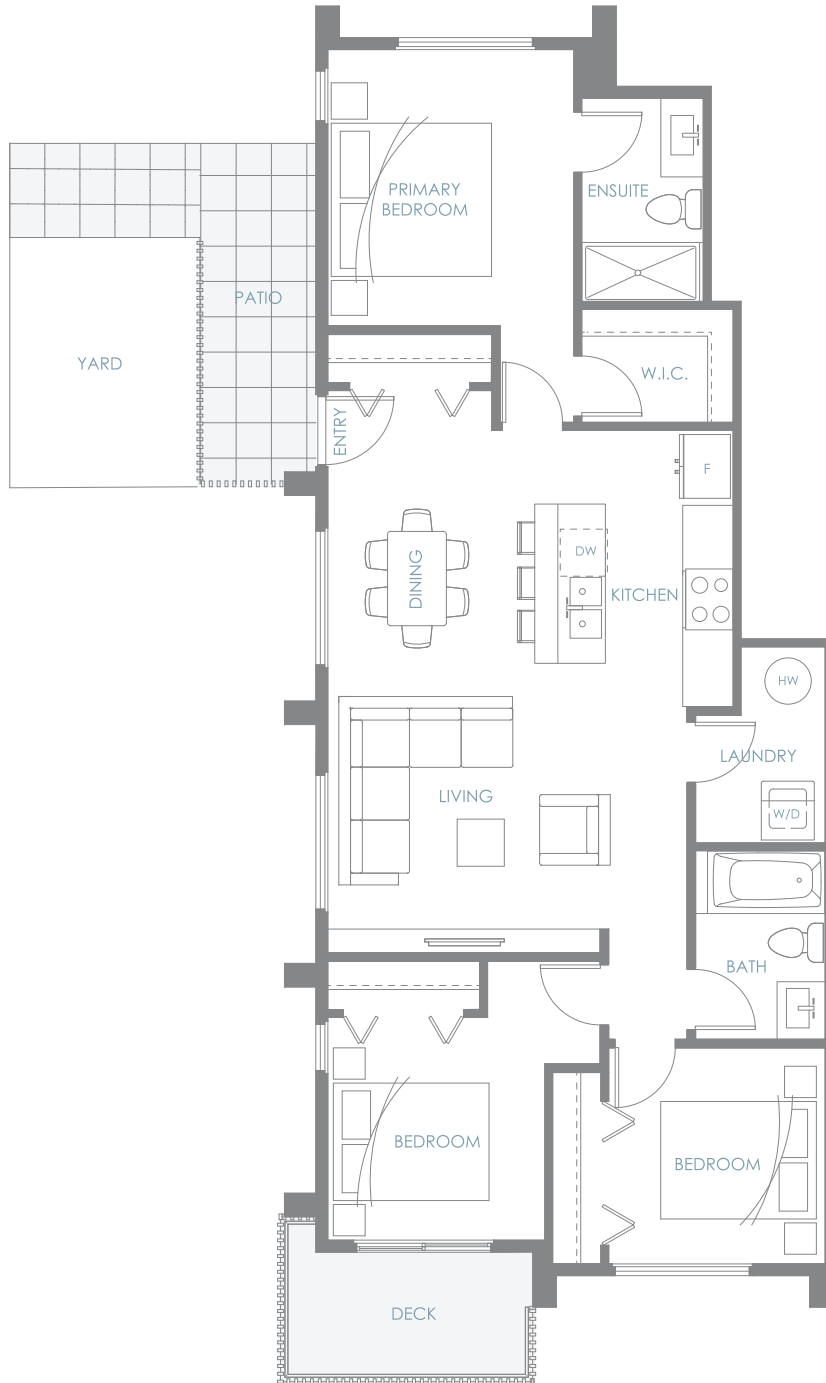 PRIMARY
BEDROOM
ENSUITE
PATIO
YARD
W.I.C.
ENTRY
F
DW
DINING
KITCHEN
HW
LAUNDRY
LIVING
W/D
BATH
BEDROOM
BEDROOM
DECK